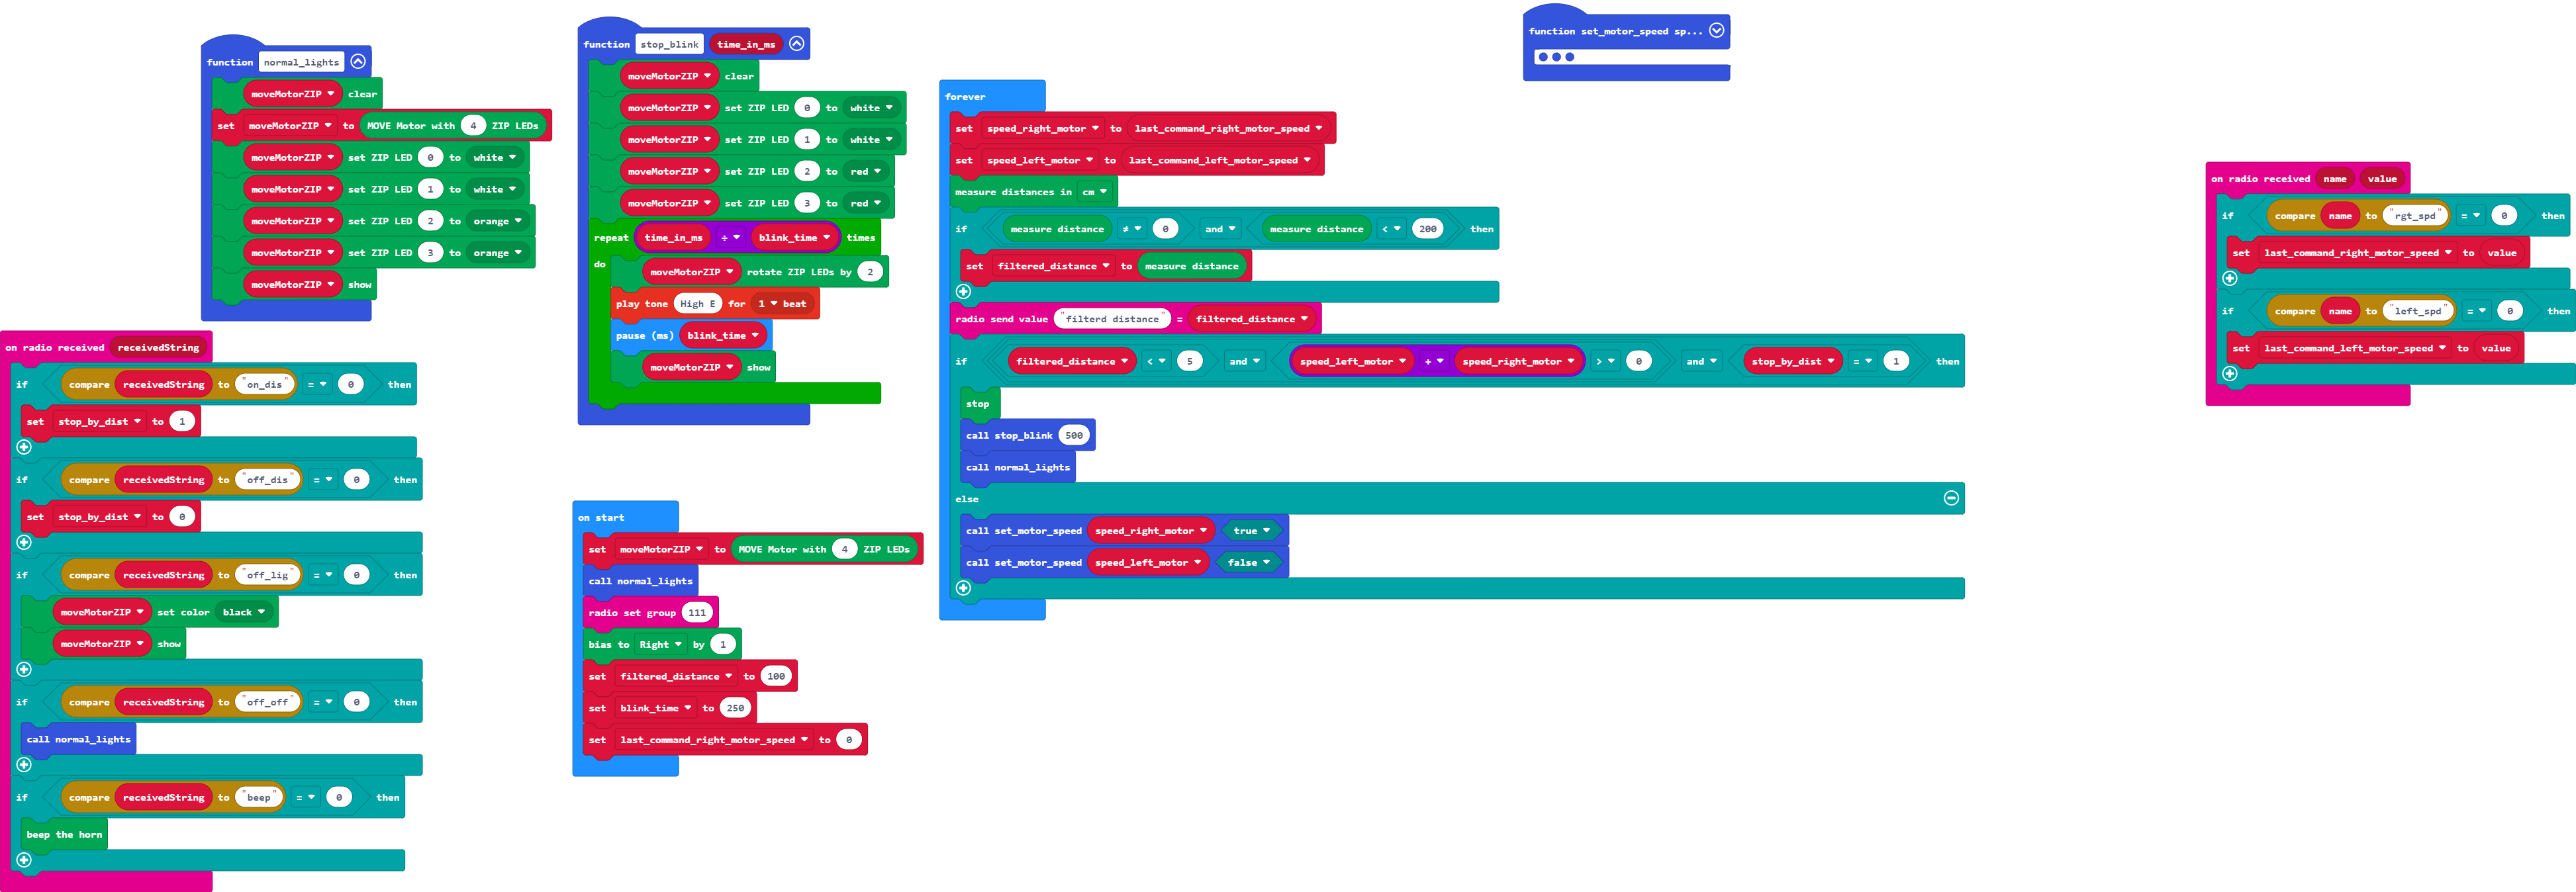 function normal_lights
moveMotorZIP clear
set moveMotorZIP to MOVE Motor with 4 ZIP LEDs
moveMotorZIP set ZIP LED 0 to white
moveMotorZIP set ZIP LED 1 to white
moveMotorZIP set ZIP LED 2 to orange
moveMotorZIP set ZIP LED 3 to orange
moveMotorZIP show
on radio received receivedString
if compare receivedString to "on_dis" = 0 then
set stop_by_dist to 1
if compare receivedString to "off_dis" = 0 then
set stop_by_dist to 0
if compare receivedString to "off_lig" = 0 then
moveMotorZIP set color black
moveMotorZIP show
if compare receivedString to "off_off" = 0 then
call normal_lights
if compare receivedString to "beep" = 0 then
beep the horn
function stop_blink time_in_ms
moveMotorZIP clear
moveMotorZIP set ZIP LED 0 to white
moveMotorZIP set ZIP LED 1 to white
moveMotorZIP set ZIP LED 2 to red
moveMotorZIP set ZIP LED 3 to red
repeat time_in_ms ÷ blink_time times
do moveMotorZIP rotate ZIP LEDs by 2
play tone High E for 1 beat
pause (ms) blink_time
moveMotorZIP show
on start
set moveMotorZIP to MOVE Motor with 4 ZIP LEDs
call normal_lights
radio set group 111
bias to Right by 1
set filtered_distance to 100
set blink_time to 250
set last_command_right_motor_speed to 0
forever
set speed_right_motor to last_command_right_motor_speed
set speed_left_motor to last_command_left_motor_speed
measure distances in cm
if measure distance ≠ 0 and measure distance < 200 then
set filtered_distance to measure distance
radio send value "filterd distance" = filtered_distance
if filtered_distance < 5 and speed_left_motor + speed_right_motor > 0 and stop_by_dist = 1 then
stop
call stop_blink 500
call normal_lights
else
call set_motor_speed speed_right_motor true
call set_motor_speed speed_left_motor false
function set_motor_speed sp...
on radio received name value
if compare name to "rgt_spd" = 0 then
set last_command_right_motor_speed to value
if compare name to "left_spd" = 0 then
set last_command_left_motor_speed to value